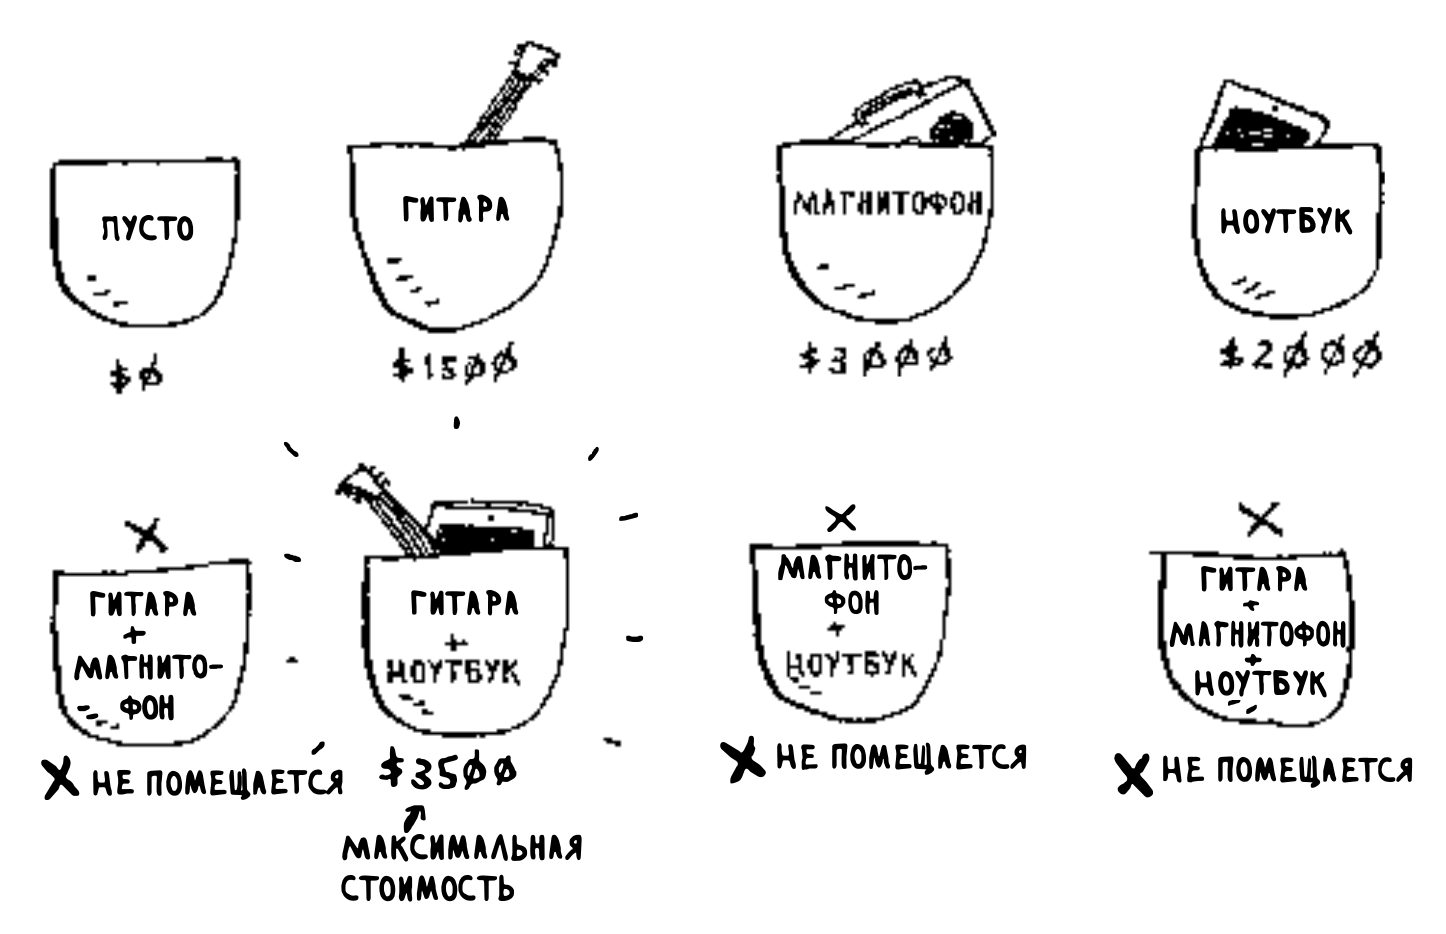 ПУСТО
$0
ГИТАРА
$1500
МАГНИТОФОН
$3000
НОУТБУК
$2000
ГИТАРА
+
МАГНИТО-
ФОН
НЕ ПОМЕЩАЕТСЯ
ГИТАРА
+
НОУТБУК
$3500
МАКСИМАЛЬНАЯ
СТОИМОСТЬ
МАГНИТО-
ФОН
+
НОУТБУК
НЕ ПОМЕЩАЕТСЯ
ГИТАРА
+
МАГНИТОФОН
+
НОУТБУК
НЕ ПОМЕЩАЕТСЯ